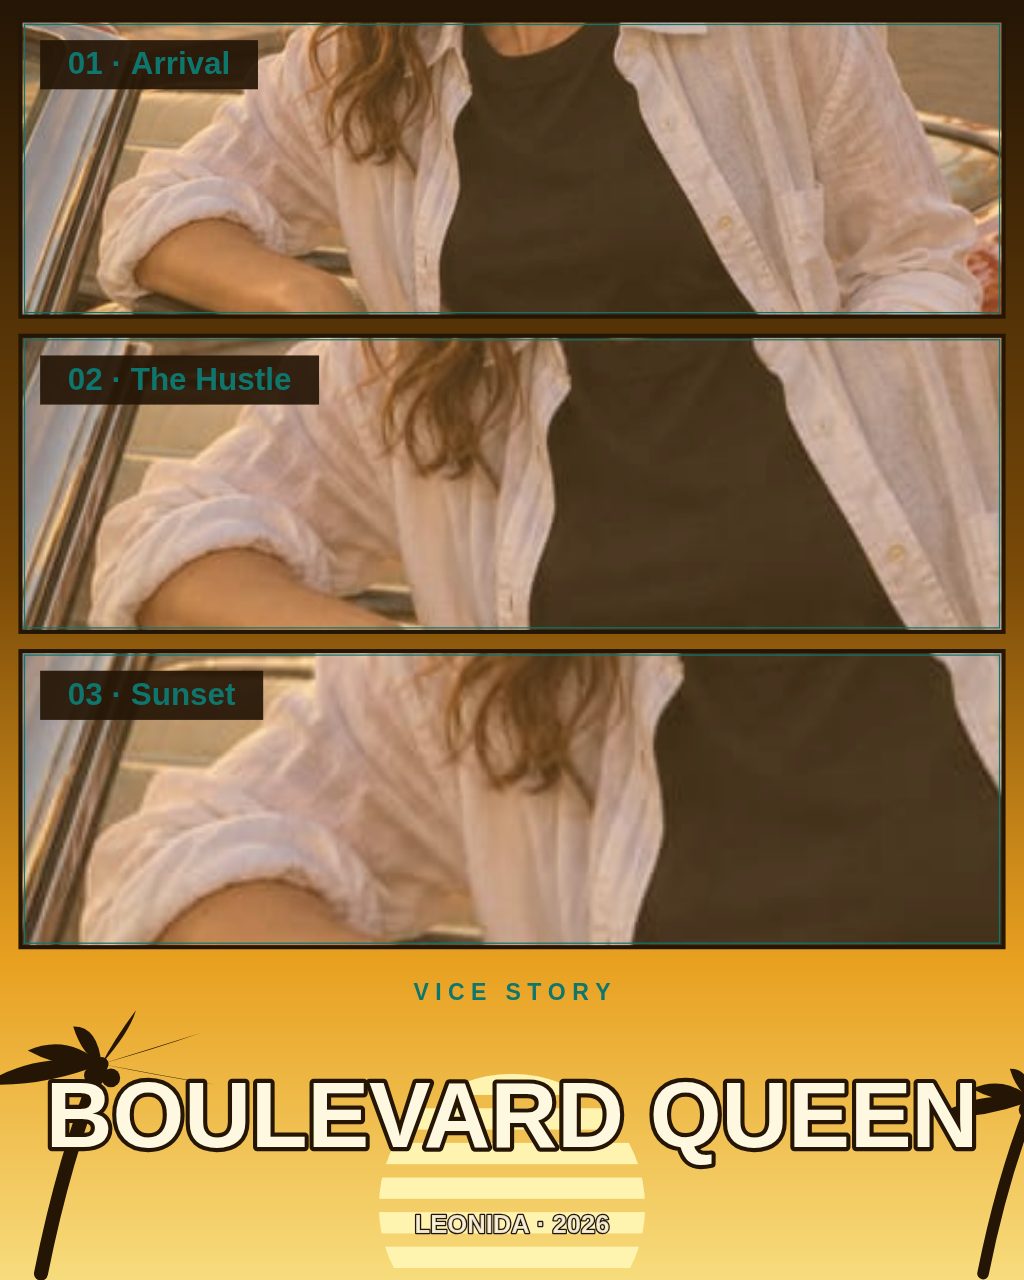 01 · Arrival
02 · The Hustle
03 · Sunset
VICE STORY
BOULEVARD QUEEN
LEONIDA · 2026